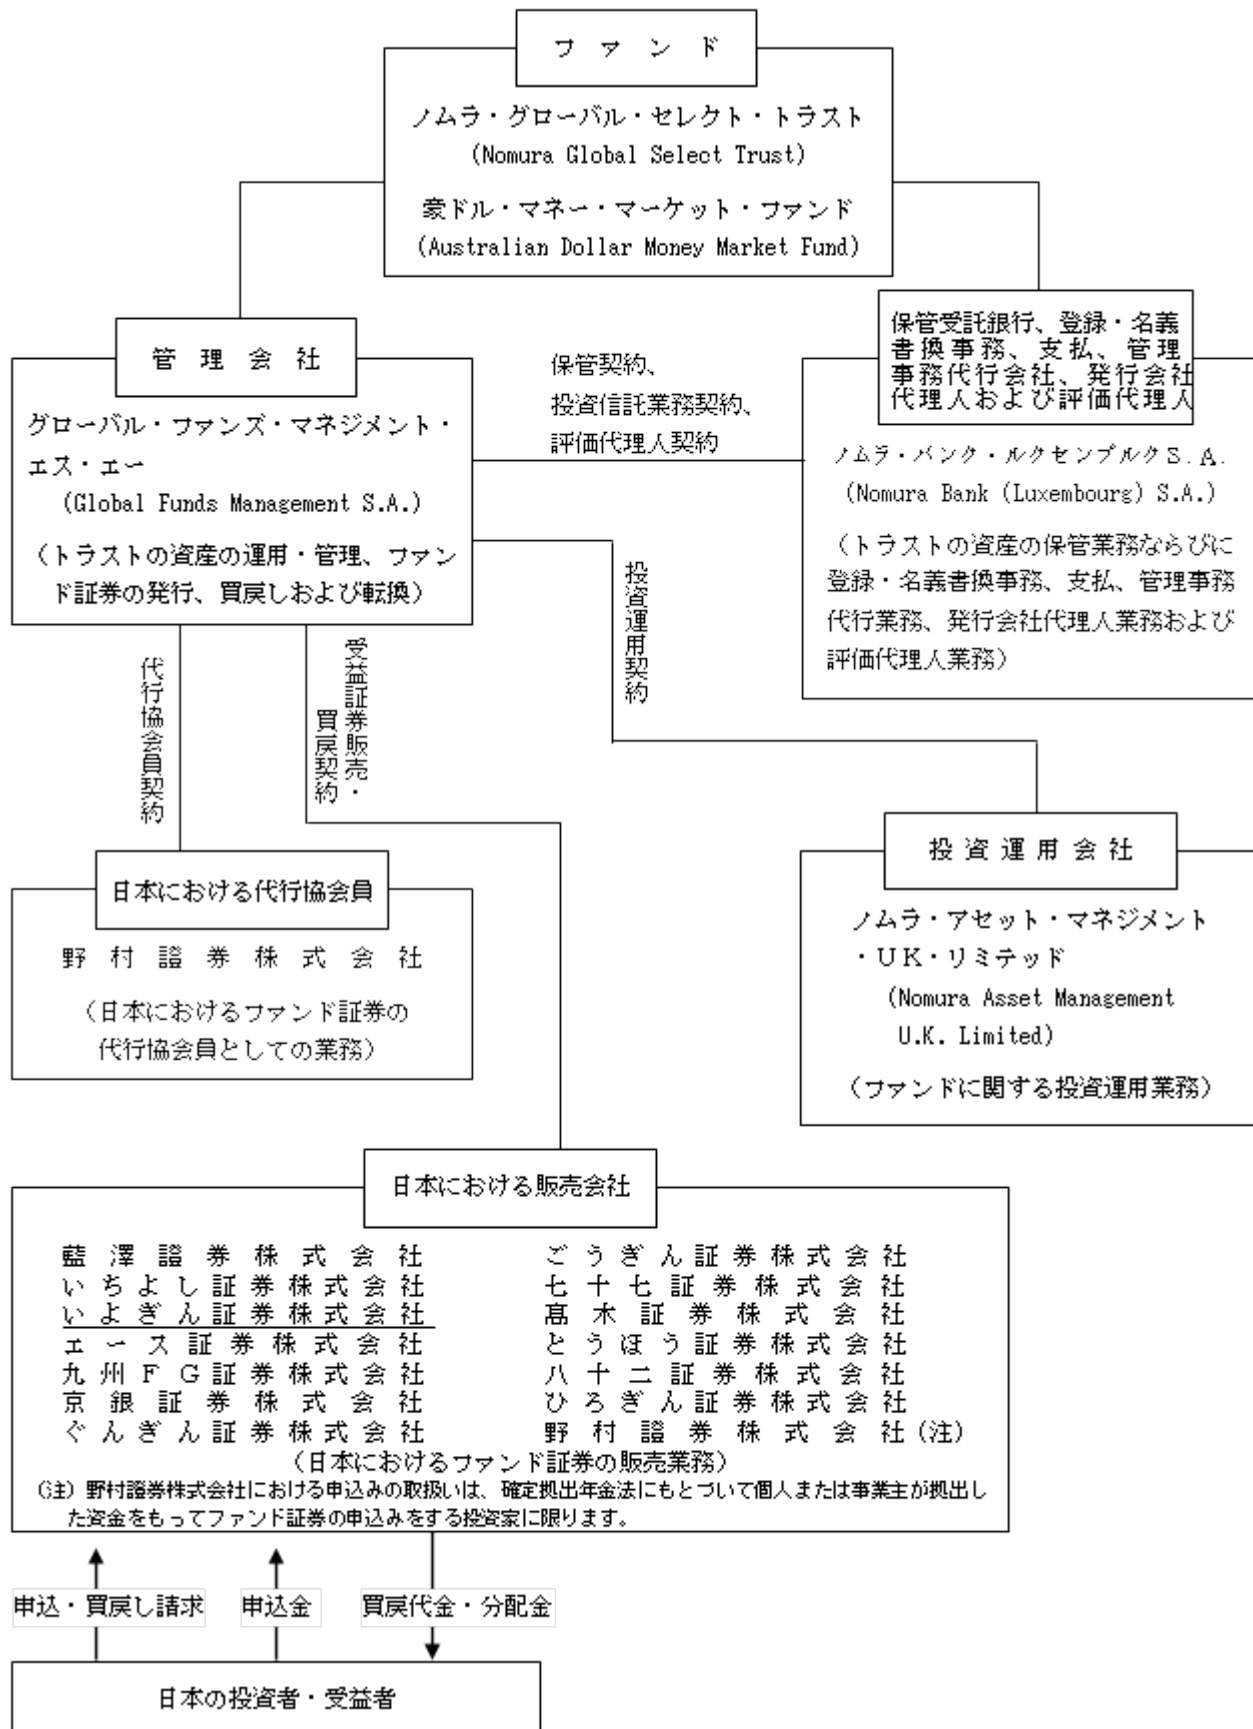 ファンド
ノムラ・グローバル・セレクト・トラスト
(Nomura Global Select Trust)
豪ドル・マネー・マーケット・ファンド
(Australian Dollar Money Market Fund)
管理会社
グローバル・ファンズ・マネジメント・
エス・エー
(Global Funds Management S.A.)
(トラストの資産の運用・管理、ファン
ド証券の発行、買戻しおよび転換)
保管契約、
投資信託業務契約、
評価代理人契約
保管受託銀行、登録・名義
書換事務、支払、管理
事務代行会社、発行会社
代理人および評価代理人
ノムラ・バンク・ルクセンブルクS.A.
(Nomura Bank (Luxembourg) S.A.)
(トラストの資産の保管業務ならびに
登録・名義書換事務、支払、管理事務
代行業務、発行会社代理人業務および
評価代理人業務)
代行協会員契約
受益証券販売・
買戻契約
投資運用契約
日本における代行協会員
野村證券株式会社
(日本におけるファンド証券の
代行協会員としての業務)
投資運用会社
ノムラ・アセット・マネジメント
・UK・リミテッド
(Nomura Asset Management
U.K. Limited)
(ファンドに関する投資運用業務)
日本における販売会社
藍澤證券株式会社
いちよし証券株式会社
いよぎん証券株式会社
エース証券株式会社
九州FG証券株式会社
京銀証券株式会社
ぐんぎん証券株式会社
ごうぎん証券株式会社
七十七証券株式会社
髙木証券株式会社
とうほう証券株式会社
八十二証券株式会社
ひろぎん証券株式会社
野村證券株式会社(注)
(日本におけるファンド証券の販売業務)
(注) 野村證券株式会社における申込みの取扱いは、確定拠出年金法にもとづいて個人または事業主が拠出し
た資金をもってファンド証券の申込みをする投資家に限ります。
申込・買戻し請求
申込金
買戻代金・分配金
日本の投資者・受益者